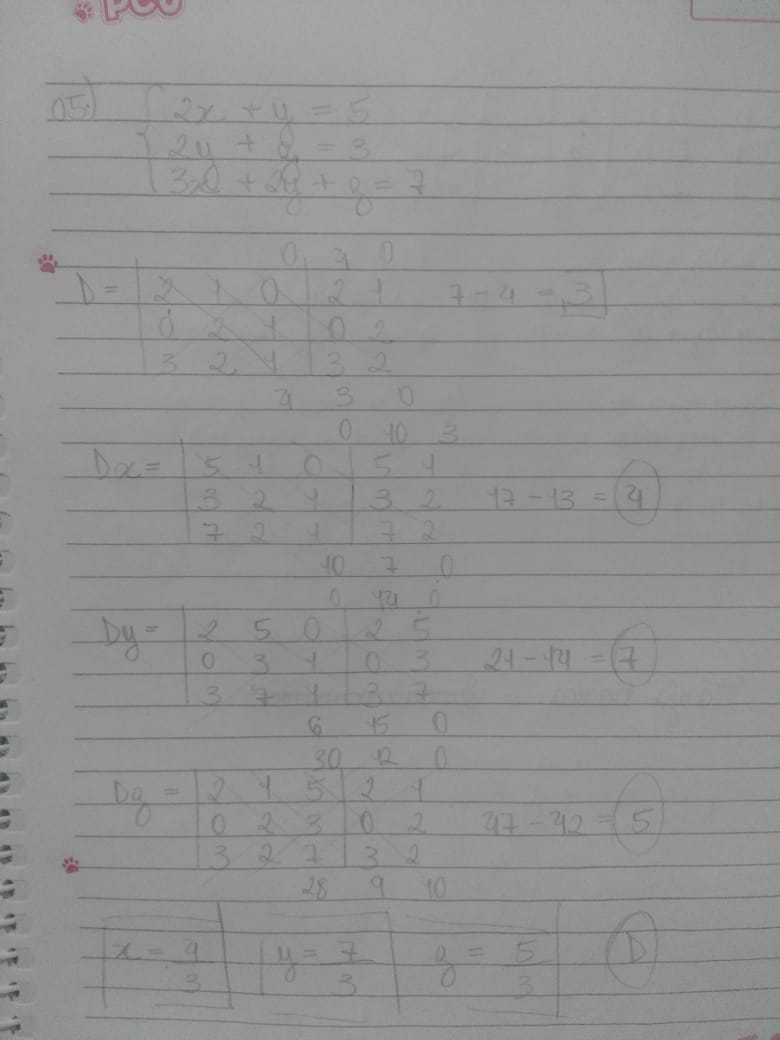 PCO
05) { 2x + y = 5
2y + z = 3
3x + 2y + z = 7
0 4 0
D = | 2 1 0 | 2 1 7 - 4 = 3
0 2 1 | 0 2
3 2 1 | 3 2
4 3 0
0 10 3
Dx = | 5 1 0 | 5 1
3 2 1 | 3 2 17 - 13 = 4
7 2 1 | 7 2
10 7 0
0 14 0
Dy = | 2 5 0 | 2 5
0 3 1 | 0 3 21 - 14 = 7
3 7 1 | 3 7
6 15 0
30 12 0
Dz = | 2 1 5 | 2 1
0 2 3 | 0 2 47 - 42 = 5
3 2 7 | 3 2
28 9 10
x = 4/3 y = 7/3 z = 5/3 D